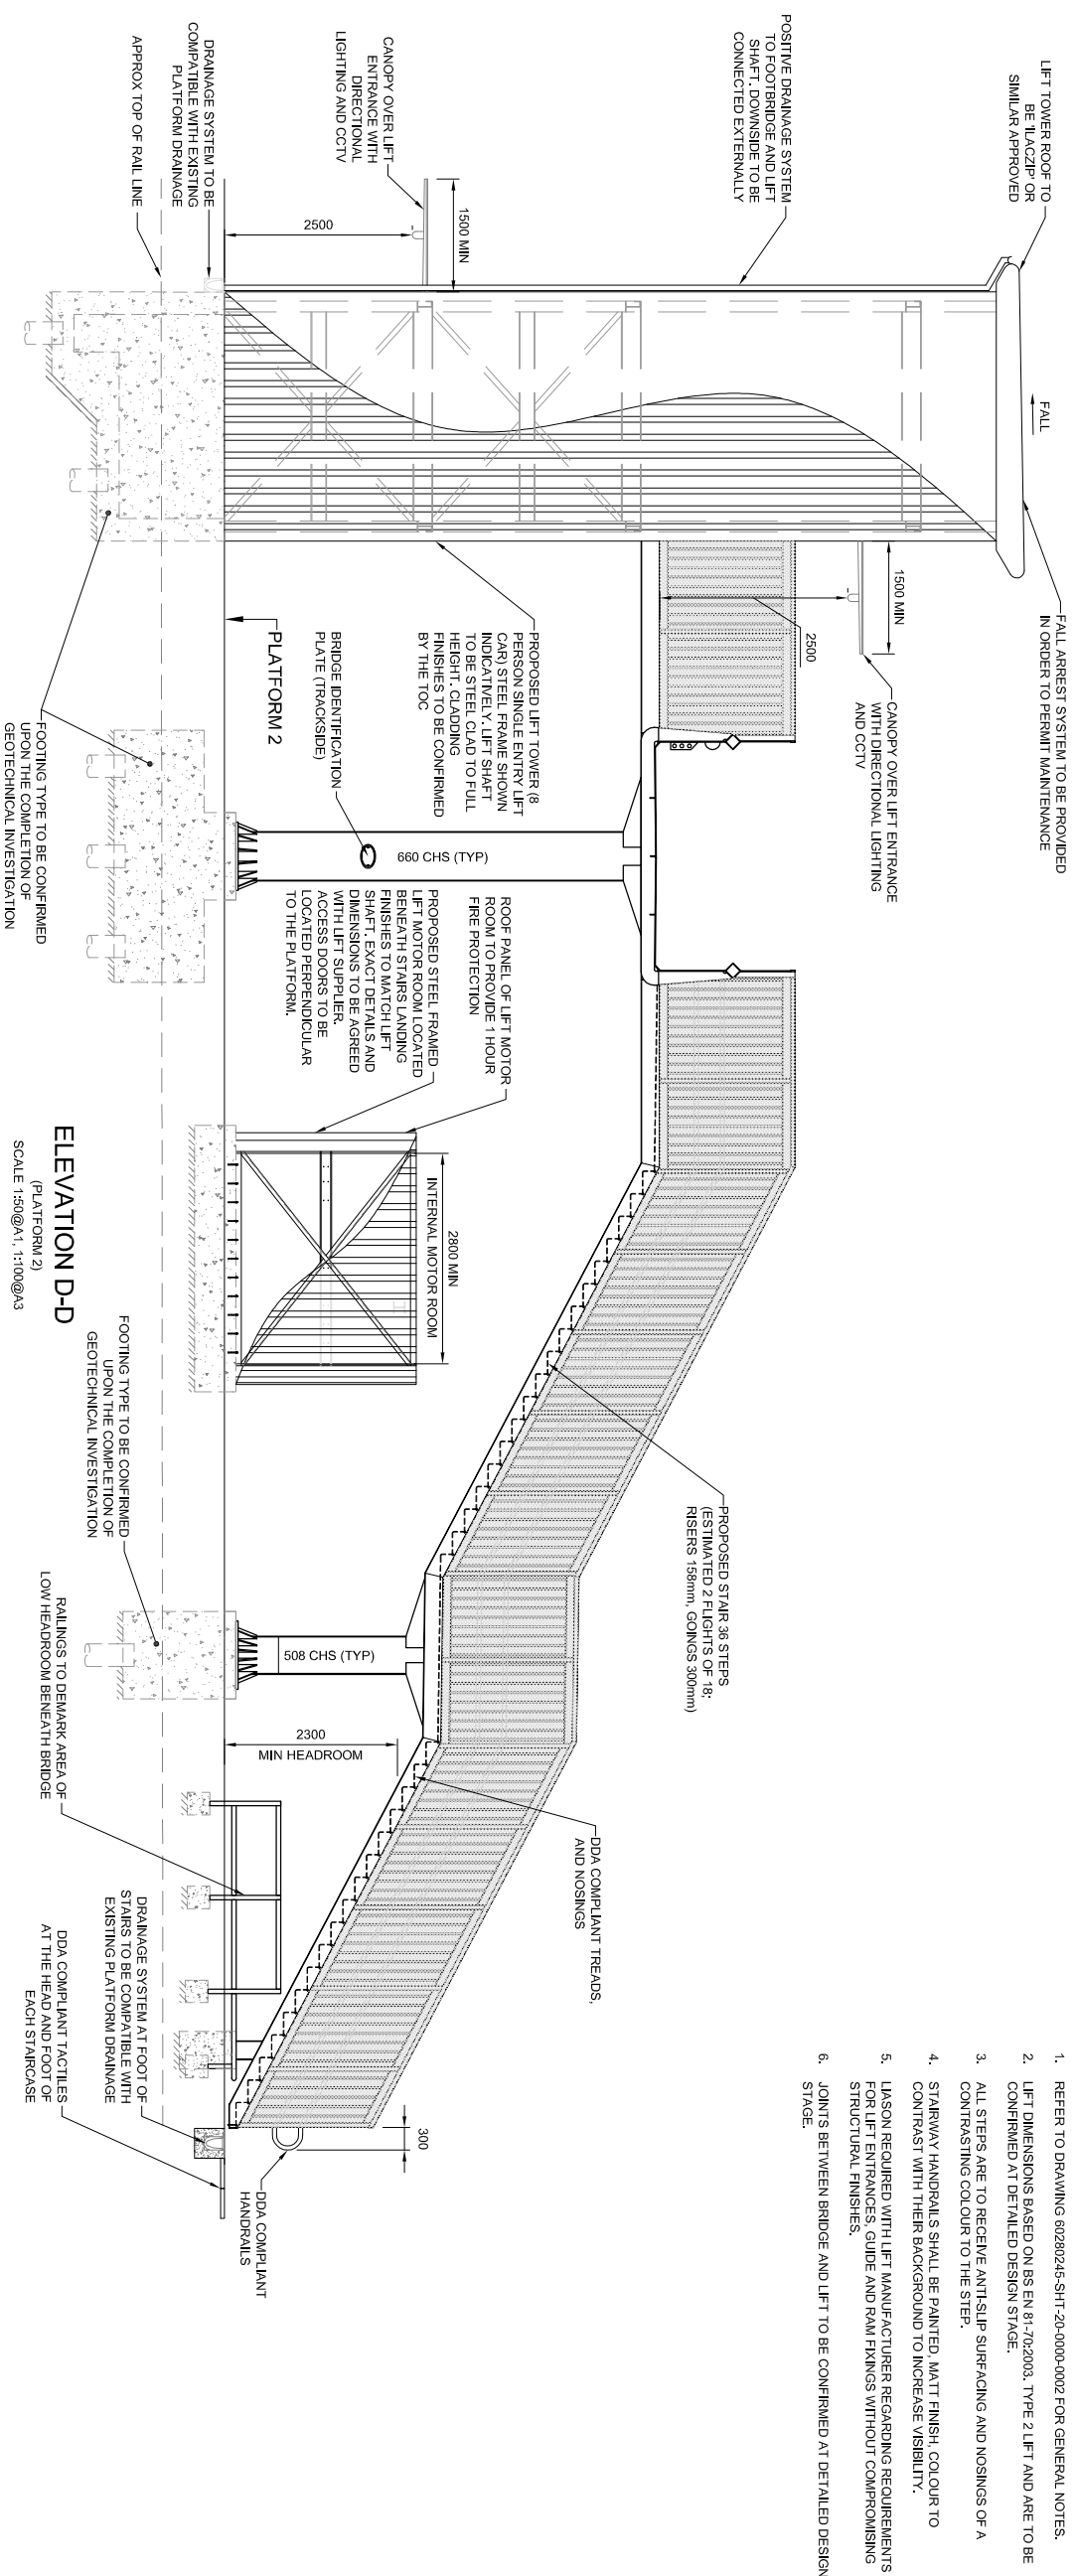 LIFT TOWER ROOF TO
BE 'ILACZIP' OR
SIMILAR APPROVED
FALL
FALL ARREST SYSTEM TO BE PROVIDED
IN ORDER TO PERMIT MAINTENANCE
POSITIVE DRAINAGE SYSTEM
TO FOOTBRIDGE AND LIFT
SHAFT. DOWNSIDE TO BE
CONNECTED EXTERNALLY
1500 MIN
CANOPY OVER LIFT ENTRANCE
WITH DIRECTIONAL LIGHTING
AND CCTV
2500
CANOPY OVER LIFT
ENTRANCE WITH
DIRECTIONAL
LIGHTING AND CCTV
1500 MIN
2500
DRAINAGE SYSTEM TO BE
COMPATIBLE WITH EXISTING
PLATFORM DRAINAGE
APPROX TOP OF RAIL LINE
PROPOSED LIFT TOWER (8
PERSON SINGLE ENTRY LIFT
CAR) STEEL FRAME SHOWN
INDICATIVELY. LIFT SHAFT
TO BE STEEL CLAD TO FULL
HEIGHT. CLADDING
FINISHES TO BE CONFIRMED
BY THE TOC
BRIDGE IDENTIFICATION
PLATE (TRACKSIDE)
PLATFORM 2
FOOTING TYPE TO BE CONFIRMED
UPON THE COMPLETION OF
GEOTECHNICAL INVESTIGATION
660 CHS (TYP)
ROOF PANEL OF LIFT MOTOR
ROOM TO PROVIDE 1 HOUR
FIRE PROTECTION
PROPOSED STEEL FRAMED
LIFT MOTOR ROOM LOCATED
BENEATH STAIRS LANDING
FINISHES TO MATCH LIFT
SHAFT. EXACT DETAILS AND
DIMENSIONS TO BE AGREED
WITH LIFT SUPPLIER.
ACCESS DOORS TO BE
LOCATED PERPENDICULAR
TO THE PLATFORM.
2800 MIN
INTERNAL MOTOR ROOM
PROPOSED STAIR 36 STEPS
(ESTIMATED 2 FLIGHTS OF 18;
RISERS 158mm, GOINGS 300mm)
ELEVATION D-D
(PLATFORM 2)
SCALE 1:50@A1, 1:100@A3
FOOTING TYPE TO BE CONFIRMED
UPON THE COMPLETION OF
GEOTECHNICAL INVESTIGATION
508 CHS (TYP)
2300
MIN HEADROOM
DDA COMPLIANT TREADS,
AND NOSINGS
RAILINGS TO DEMARK AREA OF
LOW HEADROOM BENEATH BRIDGE
DRAINAGE SYSTEM AT FOOT OF
STAIRS TO BE COMPATIBLE WITH
EXISTING PLATFORM DRAINAGE
DDA COMPLIANT TACTILES
AT THE HEAD AND FOOT OF
EACH STAIRCASE
300
DDA COMPLIANT
HANDRAILS
1. REFER TO DRAWING 60280245-SHT-20-0000-0002 FOR GENERAL NOTES.
2. LIFT DIMENSIONS BASED ON BS EN 81-70:2003. TYPE 2 LIFT AND ARE TO BE
CONFIRMED AT DETAILED DESIGN STAGE.
3. ALL STEPS ARE TO RECEIVE ANTI-SLIP SURFACING AND NOSINGS OF A
CONTRASTING COLOUR TO THE STEP.
4. STAIRWAY HANDRAILS SHALL BE PAINTED, MATT FINISH, COLOUR TO
CONTRAST WITH THEIR BACKGROUND TO INCREASE VISIBILITY.
5. LIASON REQUIRED WITH LIFT MANUFACTURER REGARDING REQUIREMENTS
FOR LIFT ENTRANCES, GUIDE AND RAM FIXINGS WITHOUT COMPROMISING
STRUCTURAL FINISHES.
6. JOINTS BETWEEN BRIDGE AND LIFT TO BE CONFIRMED AT DETAILED DESIGN
STAGE.